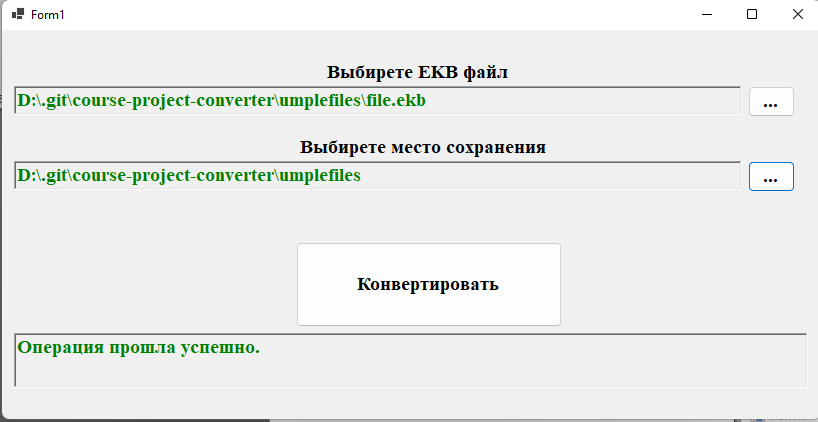 Form1
Выбирете EKB файл
D:\.git\course-project-converter\umplefiles\file.ekb
...
Выбирете место сохранения
D:\.git\course-project-converter\umplefiles
...
Конвертировать
Операция прошла успешно.